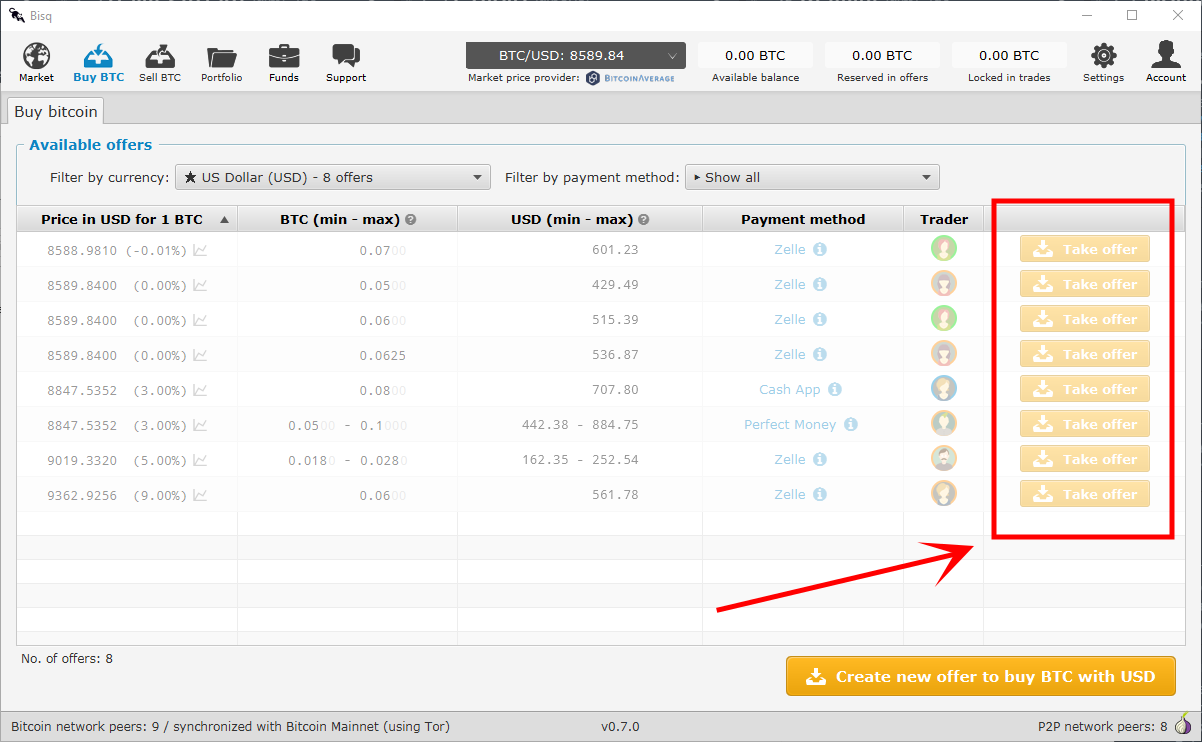 Bisq
Market Buy BTC Sell BTC Portfolio Funds Support
BTC/USD: 8589.84
Market price provider: BITCOINAVERAGE
0.00 BTC
Available balance
0.00 BTC
Reserved in offers
0.00 BTC
Locked in trades
Settings Account
Buy bitcoin
Available offers
Filter by currency: ★ US Dollar (USD) - 8 offers Filter by payment method: ▸ Show all
Price in USD for 1 BTC BTC (min - max) USD (min - max) Payment method Trader
8588.9810 (-0.01%) 0.0700 601.23 Zelle Take offer
8589.8400 (0.00%) 0.0500 429.49 Zelle Take offer
8589.8400 (0.00%) 0.0600 515.39 Zelle Take offer
8589.8400 (0.00%) 0.0625 536.87 Zelle Take offer
8847.5352 (3.00%) 0.0800 707.80 Cash App Take offer
8847.5352 (3.00%) 0.0500 - 0.1000 442.38 - 884.75 Perfect Money Take offer
9019.3320 (5.00%) 0.0180 - 0.0280 162.35 - 252.54 Zelle Take offer
9362.9256 (9.00%) 0.0600 561.78 Zelle Take offer
No. of offers: 8
Create new offer to buy BTC with USD
Bitcoin network peers: 9 / synchronized with Bitcoin Mainnet (using Tor) v0.7.0 P2P network peers: 8